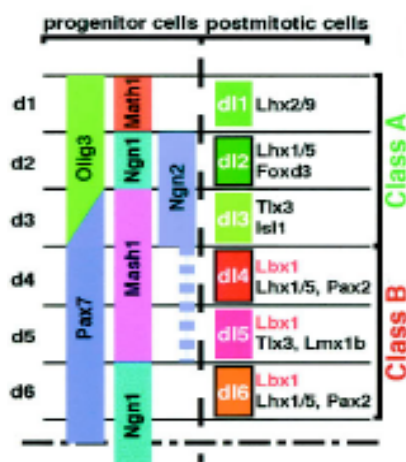 progenitor cells postmitotic cells
d1 Olig3 Math1 dI1 Lhx2/9
d2 Ngn1 Ngn2 dI2 Lhx1/5
Foxd3
d3 dI3 Tlx3
Isl1
d4 Pax7 Mash1 dI4 Lbx1
Lhx1/5, Pax2
d5 dI5 Lbx1
Tlx3, Lmx1b
d6 Ngn1 dI6 Lbx1
Lhx1/5, Pax2
Class A
Class B